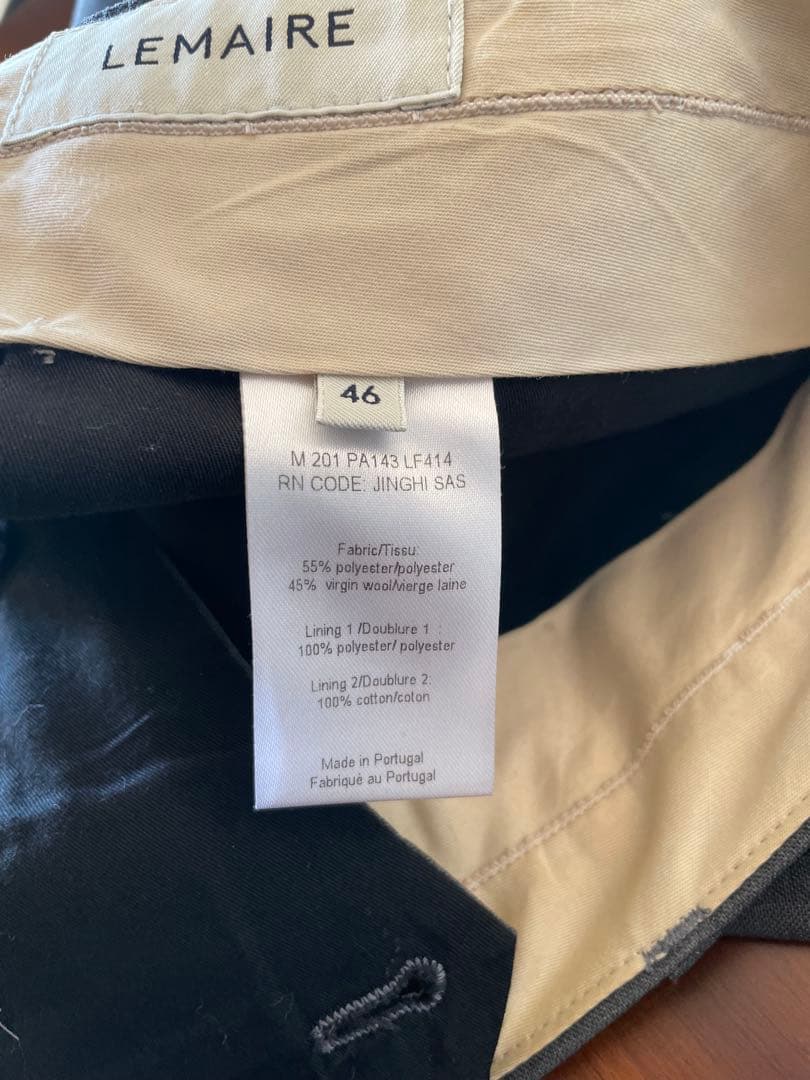 LEMAIRE
46
M 201 PA143 LF414
RN CODE: JINGHI SAS
Fabric/Tissu:
55% polyester/polyester
45% virgin wool/vierge laine
Lining 1 /Doublure 1 :
100% polyester/ polyester
Lining 2/Doublure 2:
100% cotton/coton
Made in Portugal
Fabriqué au Portugal